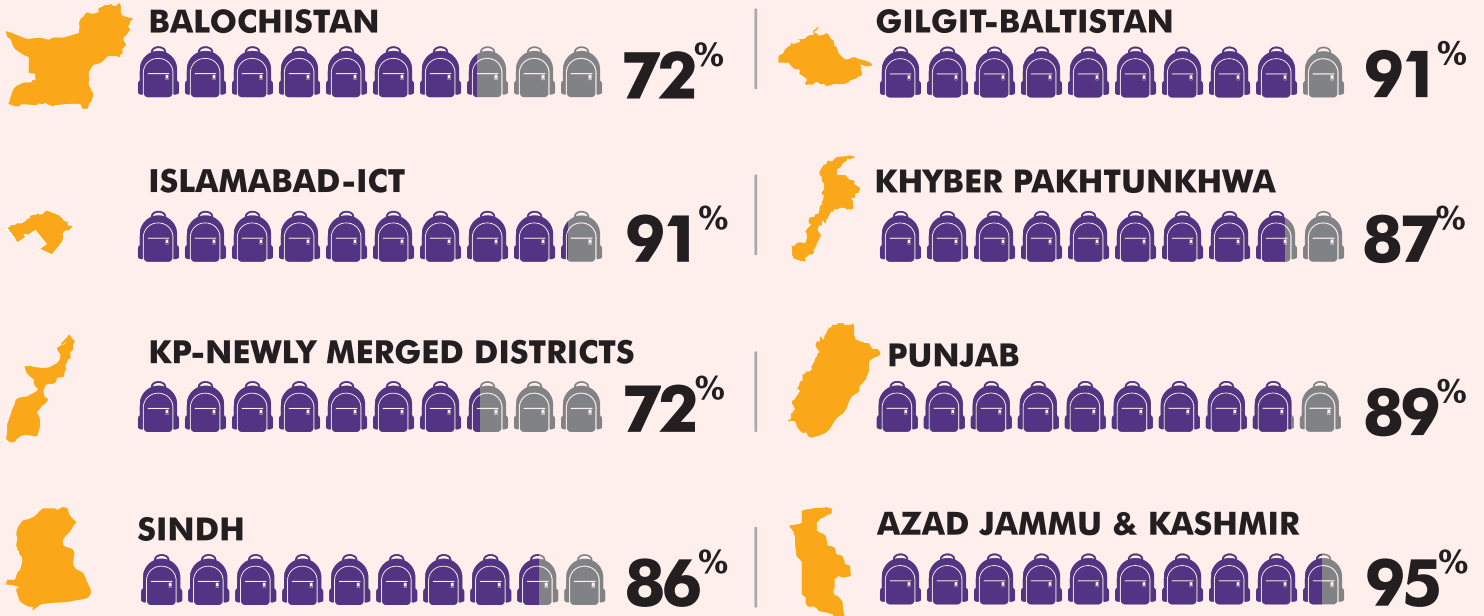 BALOCHISTAN
72%
GILGIT-BALTISTAN
91%
ISLAMABAD-ICT
91%
KHYBER PAKHTUNKHWA
87%
KP-NEWLY MERGED DISTRICTS
72%
PUNJAB
89%
SINDH
86%
AZAD JAMMU & KASHMIR
95%